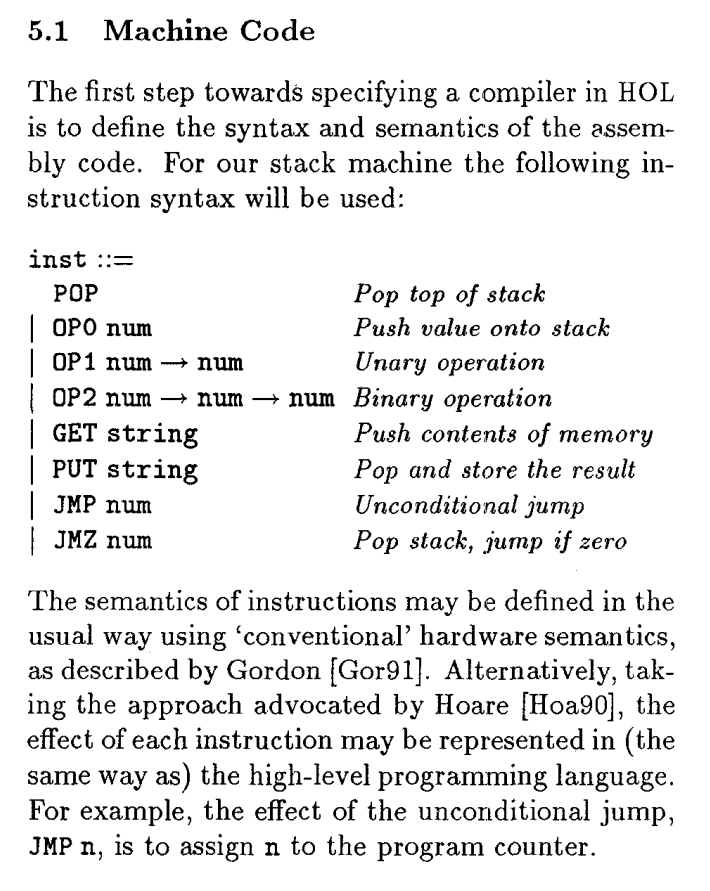 5.1 Machine Code
The first step towards specifying a compiler in HOL
is to define the syntax and semantics of the assem-
bly code. For our stack machine the following in-
struction syntax will be used:
inst ::=
POP Pop top of stack
| OP0 num Push value onto stack
| OP1 num → num Unary operation
| OP2 num → num → num Binary operation
| GET string Push contents of memory
| PUT string Pop and store the result
| JMP num Unconditional jump
| JMZ num Pop stack, jump if zero
The semantics of instructions may be defined in the
usual way using ‘conventional’ hardware semantics,
as described by Gordon [Gor91]. Alternatively, tak-
ing the approach advocated by Hoare [Hoa90], the
effect of each instruction may be represented in (the
same way as) the high-level programming language.
For example, the effect of the unconditional jump,
JMP n, is to assign n to the program counter.